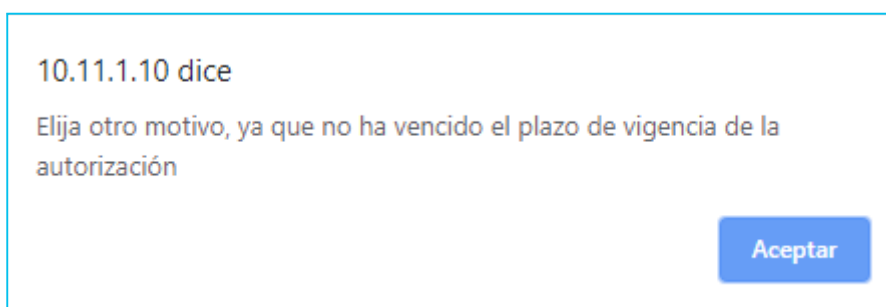 10.11.1.10 dice
Elija otro motivo, ya que no ha vencido el plazo de vigencia de la
autorización
Aceptar